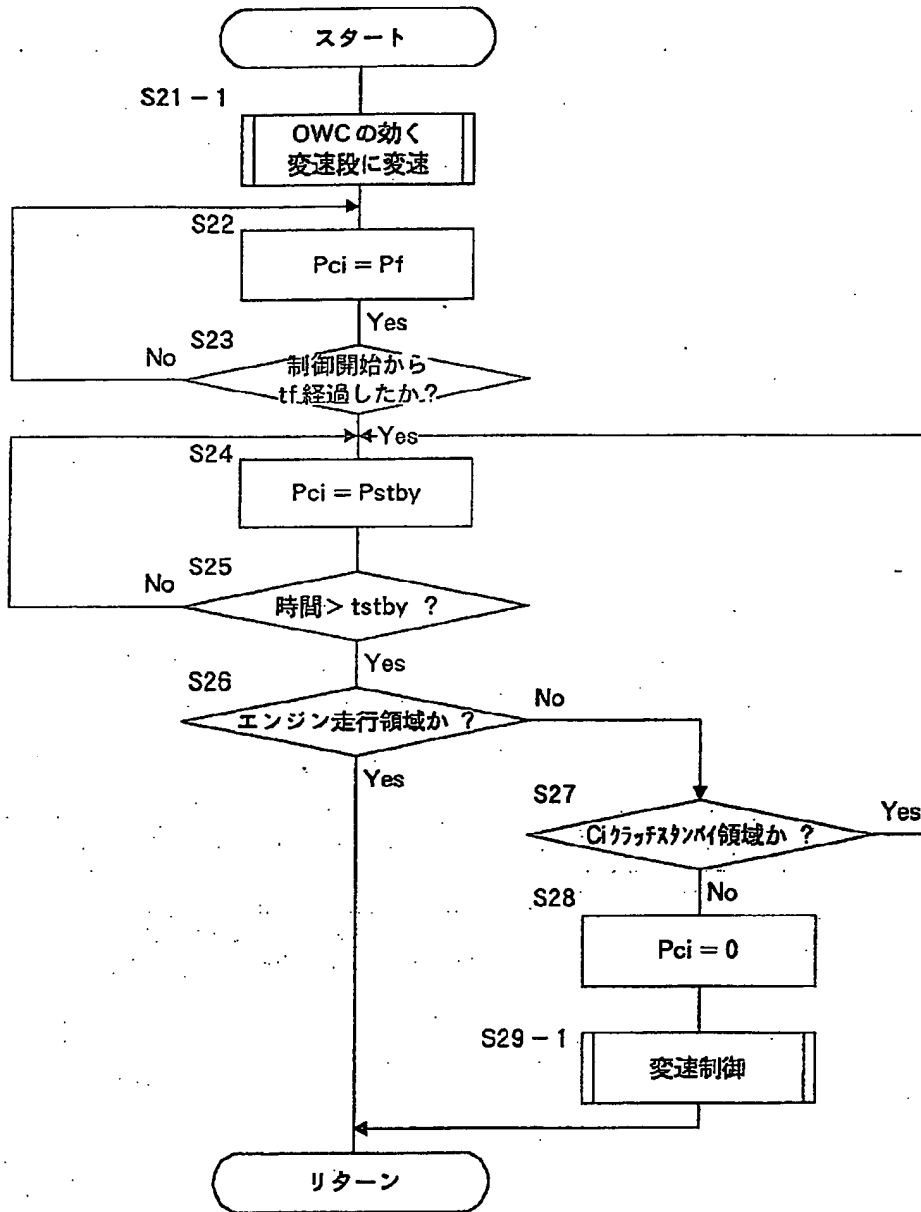 スタート
S21-1
OWCの効く
変速段に変速
S22
Pci = Pf
Yes
S23
No
制御開始から
tf経過したか?
Yes
S24
Pci = Pstby
S25
No
時間> tstby ?
Yes
S26
エンジン走行領域か ?
No
Yes
S27
Ciクラッチスタンバイ領域か ?
Yes
No
S28
Pci = 0
S29-1
変速制御
リターン